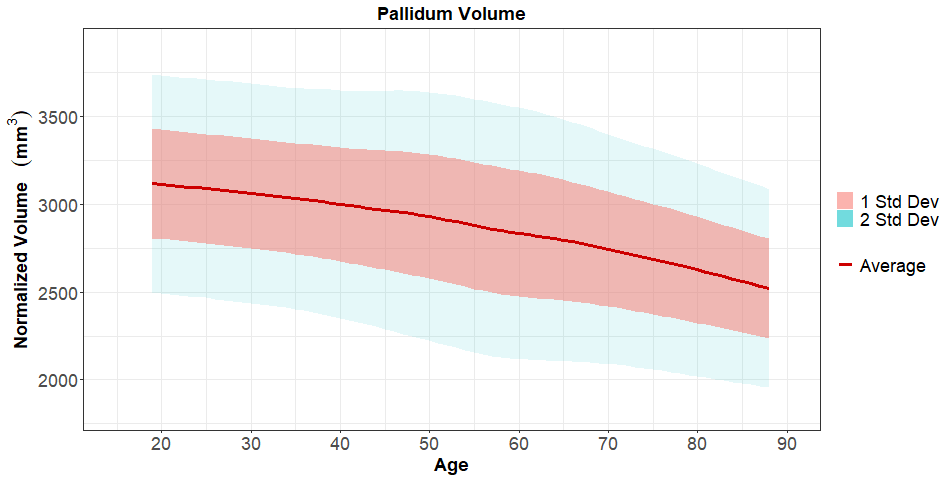 Pallidum Volume
Normalized Volume (mm³)
3500
3000
2500
2000
20 30 40 50 60 70 80 90
Age
1 Std Dev
2 Std Dev
Average